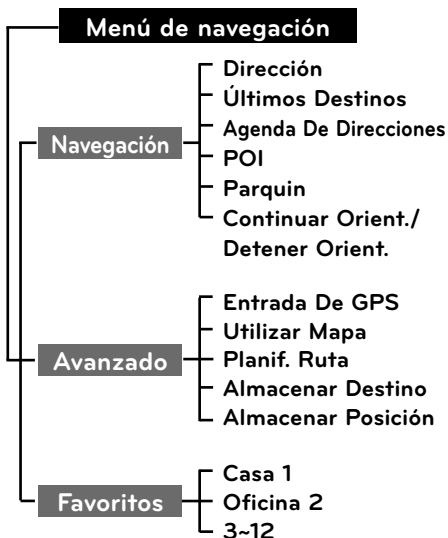 Menú de navegación
Navegación
Dirección
Últimos Destinos
Agenda De Direcciones
POI
Parquin
Continuar Orient./
Detener Orient.
Avanzado
Entrada De GPS
Utilizar Mapa
Planif. Ruta
Almacenar Destino
Almacenar Posición
Favoritos
Casa 1
Oficina 2
3~12